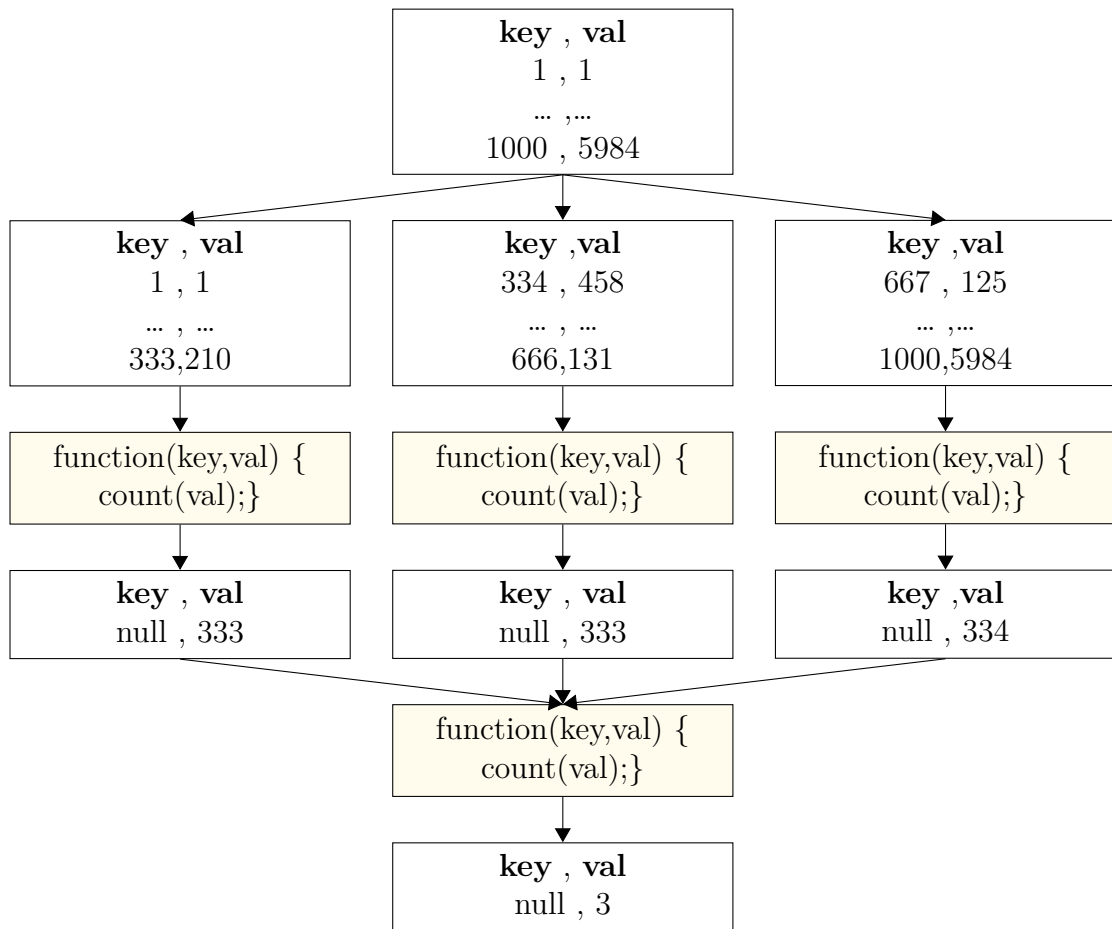 key , val
1 , 1
... ,...
1000 , 5984
key , val
1 , 1
... , ...
333,210
key ,val
334 , 458
... , ...
666,131
key ,val
667 , 125
... ,...
1000,5984
function(key,val) {
count(val);}
function(key,val) {
count(val);}
function(key,val) {
count(val);}
key , val
null , 333
key , val
null , 333
key ,val
null , 334
function(key,val) {
count(val);}
key , val
null , 3